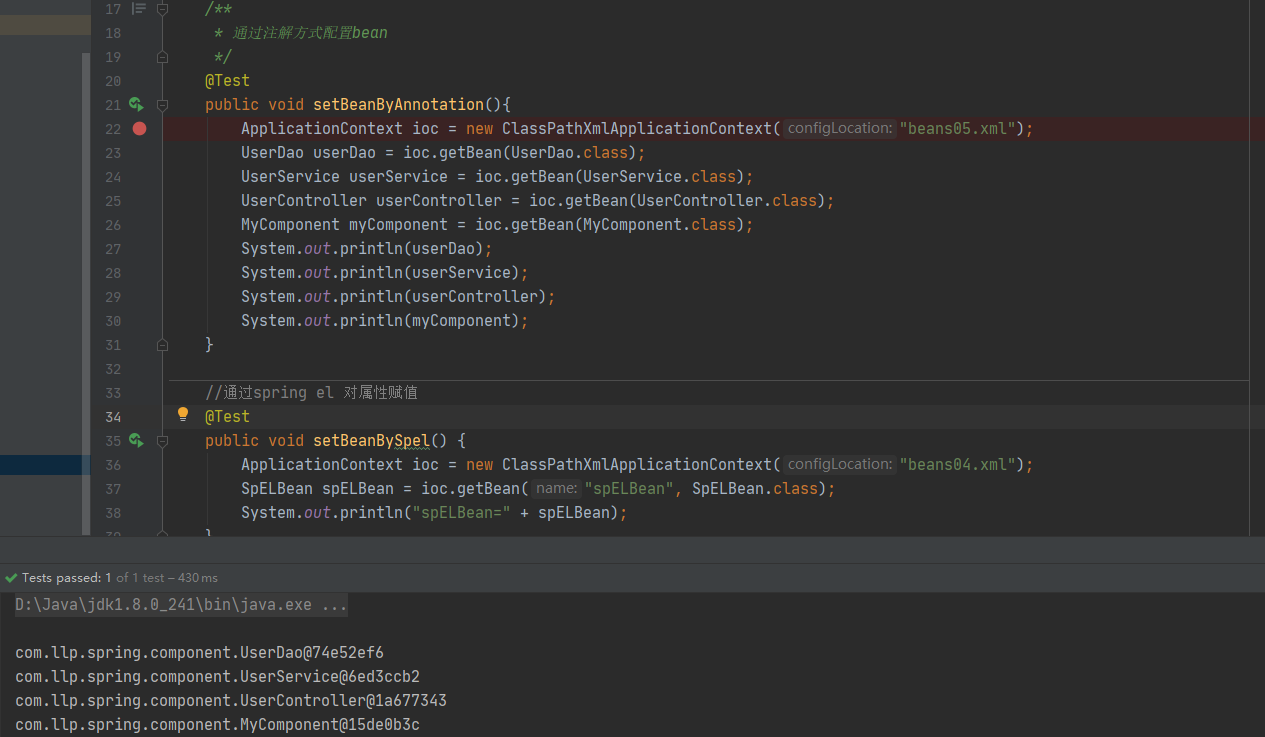 17 /**
18 * 通过注解方式配置bean
19 */
20 @Test
21 public void setBeanByAnnotation(){
22 ApplicationContext ioc = new ClassPathXmlApplicationContext( configLocation: "beans05.xml");
23 UserDao userDao = ioc.getBean(UserDao.class);
24 UserService userService = ioc.getBean(UserService.class);
25 UserController userController = ioc.getBean(UserController.class);
26 MyComponent myComponent = ioc.getBean(MyComponent.class);
27 System.out.println(userDao);
28 System.out.println(userService);
29 System.out.println(userController);
30 System.out.println(myComponent);
31 }
32
33 //通过spring el 对属性赋值
34 @Test
35 public void setBeanBySpel() {
36 ApplicationContext ioc = new ClassPathXmlApplicationContext( configLocation: "beans04.xml");
37 SpELBean spELBean = ioc.getBean( name: "spELBean", SpELBean.class);
38 System.out.println("spELBean=" + spELBean);
39 }
Tests passed: 1 of 1 test – 430 ms
D:\Java\jdk1.8.0_241\bin\java.exe ...
com.llp.spring.component.UserDao@74e52ef6
com.llp.spring.component.UserService@6ed3ccb2
com.llp.spring.component.UserController@1a677343
com.llp.spring.component.MyComponent@15de0b3c